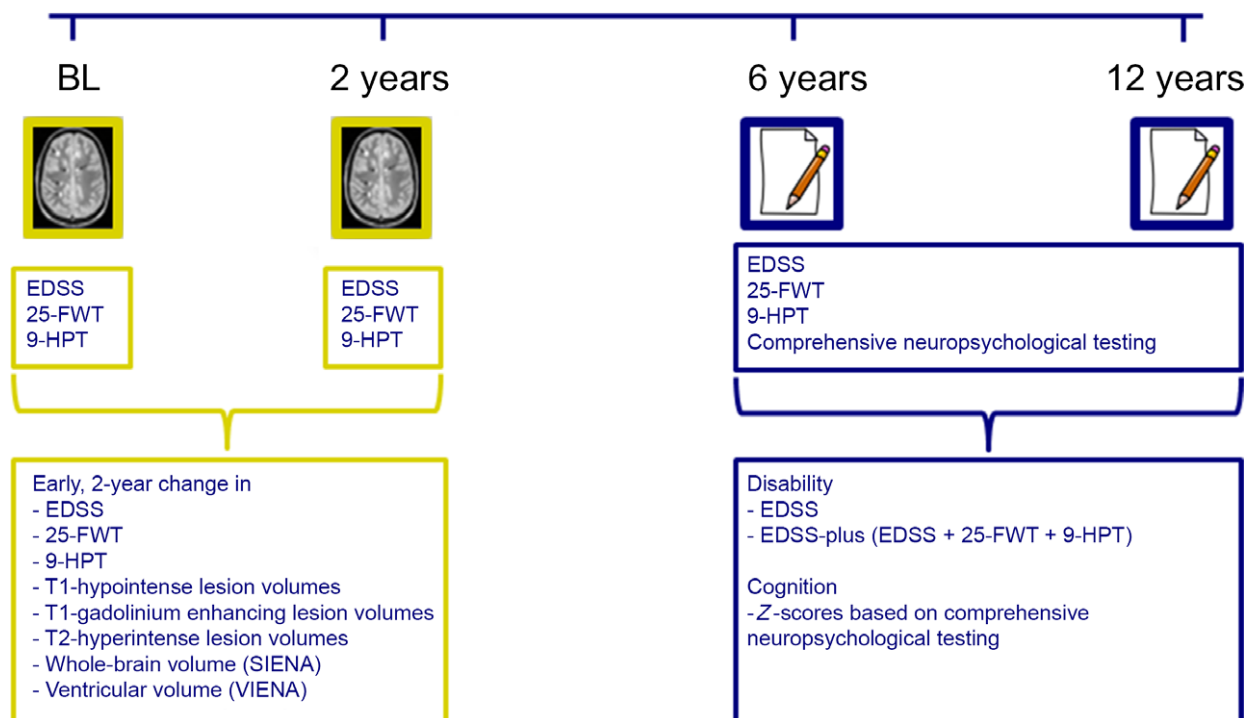 BL
2 years
6 years
12 years
EDSS
25-FWT
9-HPT
EDSS
25-FWT
9-HPT
EDSS
25-FWT
9-HPT
Comprehensive neuropsychological testing
Early, 2-year change in
- EDSS
- 25-FWT
- 9-HPT
- T1-hypointense lesion volumes
- T1-gadolinium enhancing lesion volumes
- T2-hyperintense lesion volumes
- Whole-brain volume (SIENA)
- Ventricular volume (VIENA)
Disability
- EDSS
- EDSS-plus (EDSS + 25-FWT + 9-HPT)
Cognition
-Z-scores based on comprehensive
neuropsychological testing